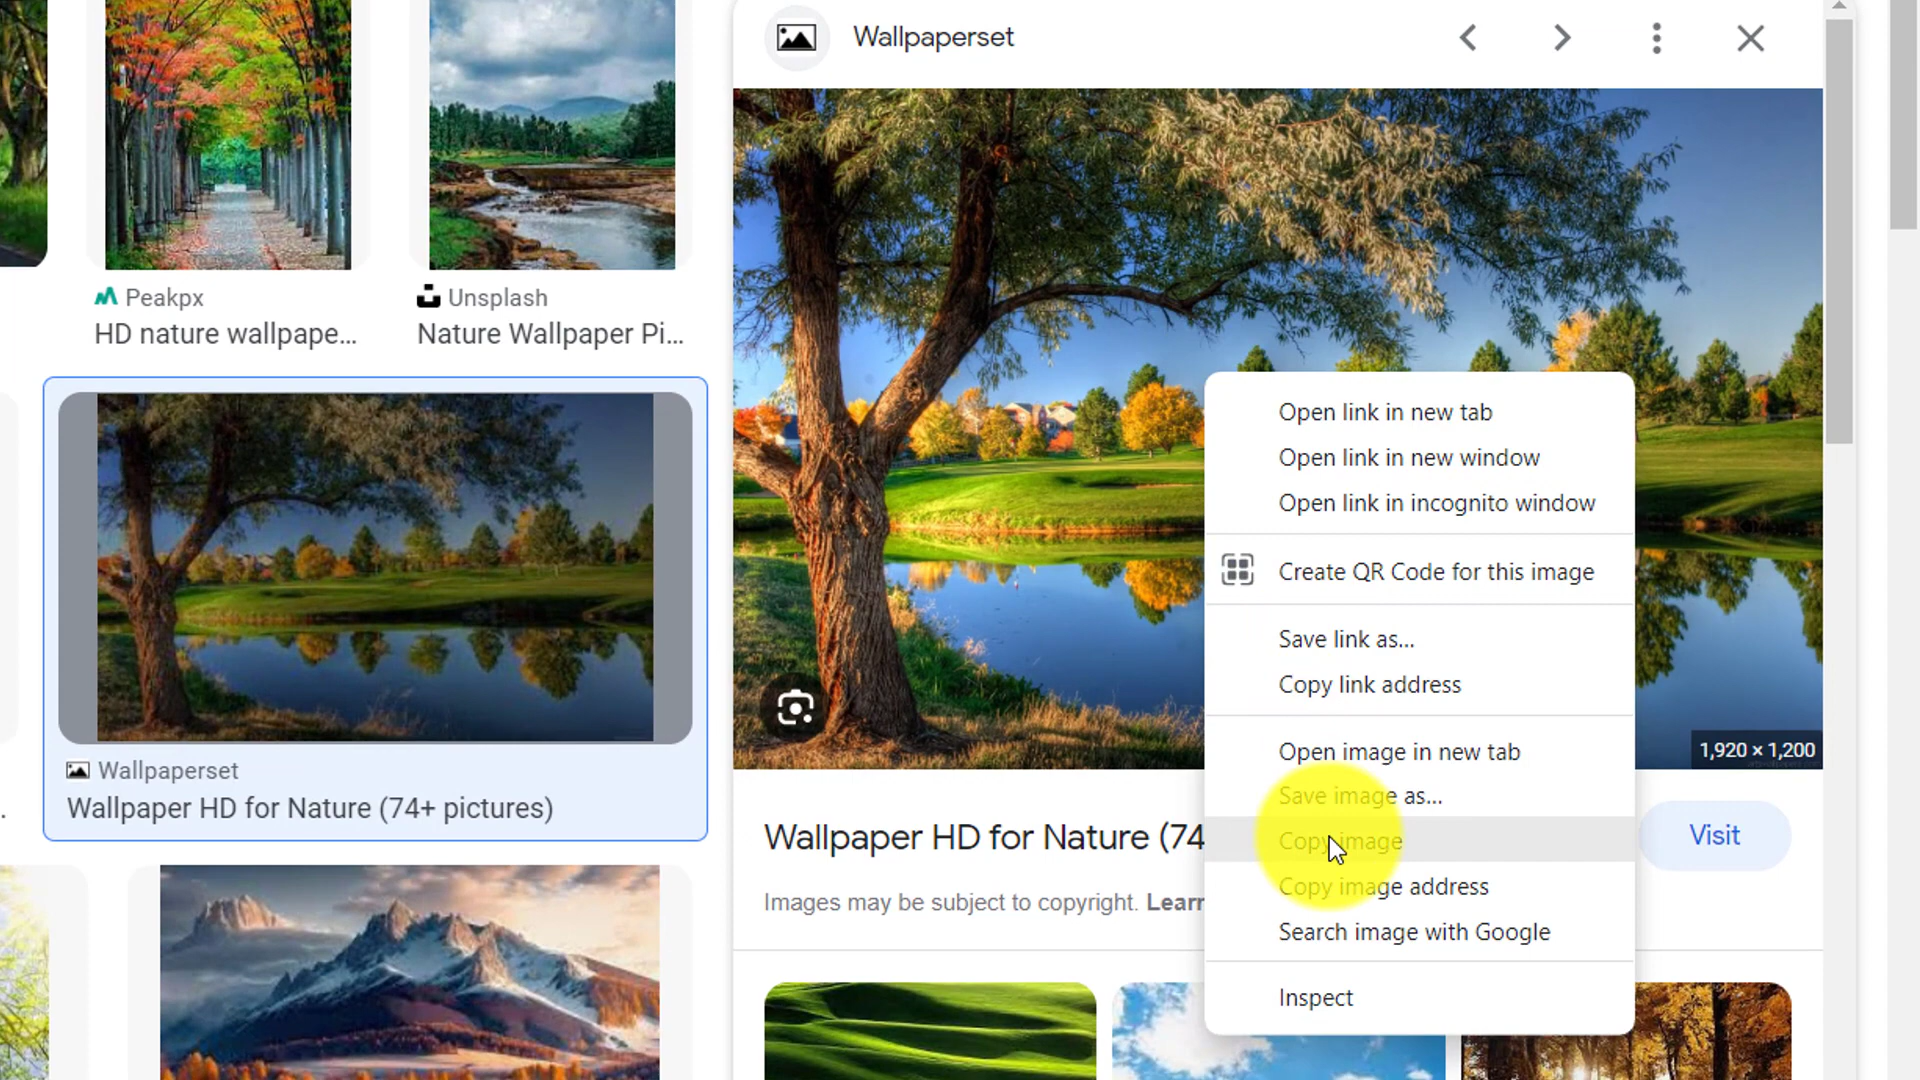 Wallpaperset
Peakpx
HD nature wallpape...
Unsplash
Nature Wallpaper Pi...
Wallpaperset
Wallpaper HD for Nature (74+ pictures)
.
1,920 × 1,200
Wallpaper HD for Nature (74
Visit
Images may be subject to copyright. Learr
Open link in new tab
Open link in new window
Open link in incognito window
Create QR Code for this image
Save link as...
Copy link address
Open image in new tab
Save image as...
Copy image
Copy image address
Search image with Google
Inspect